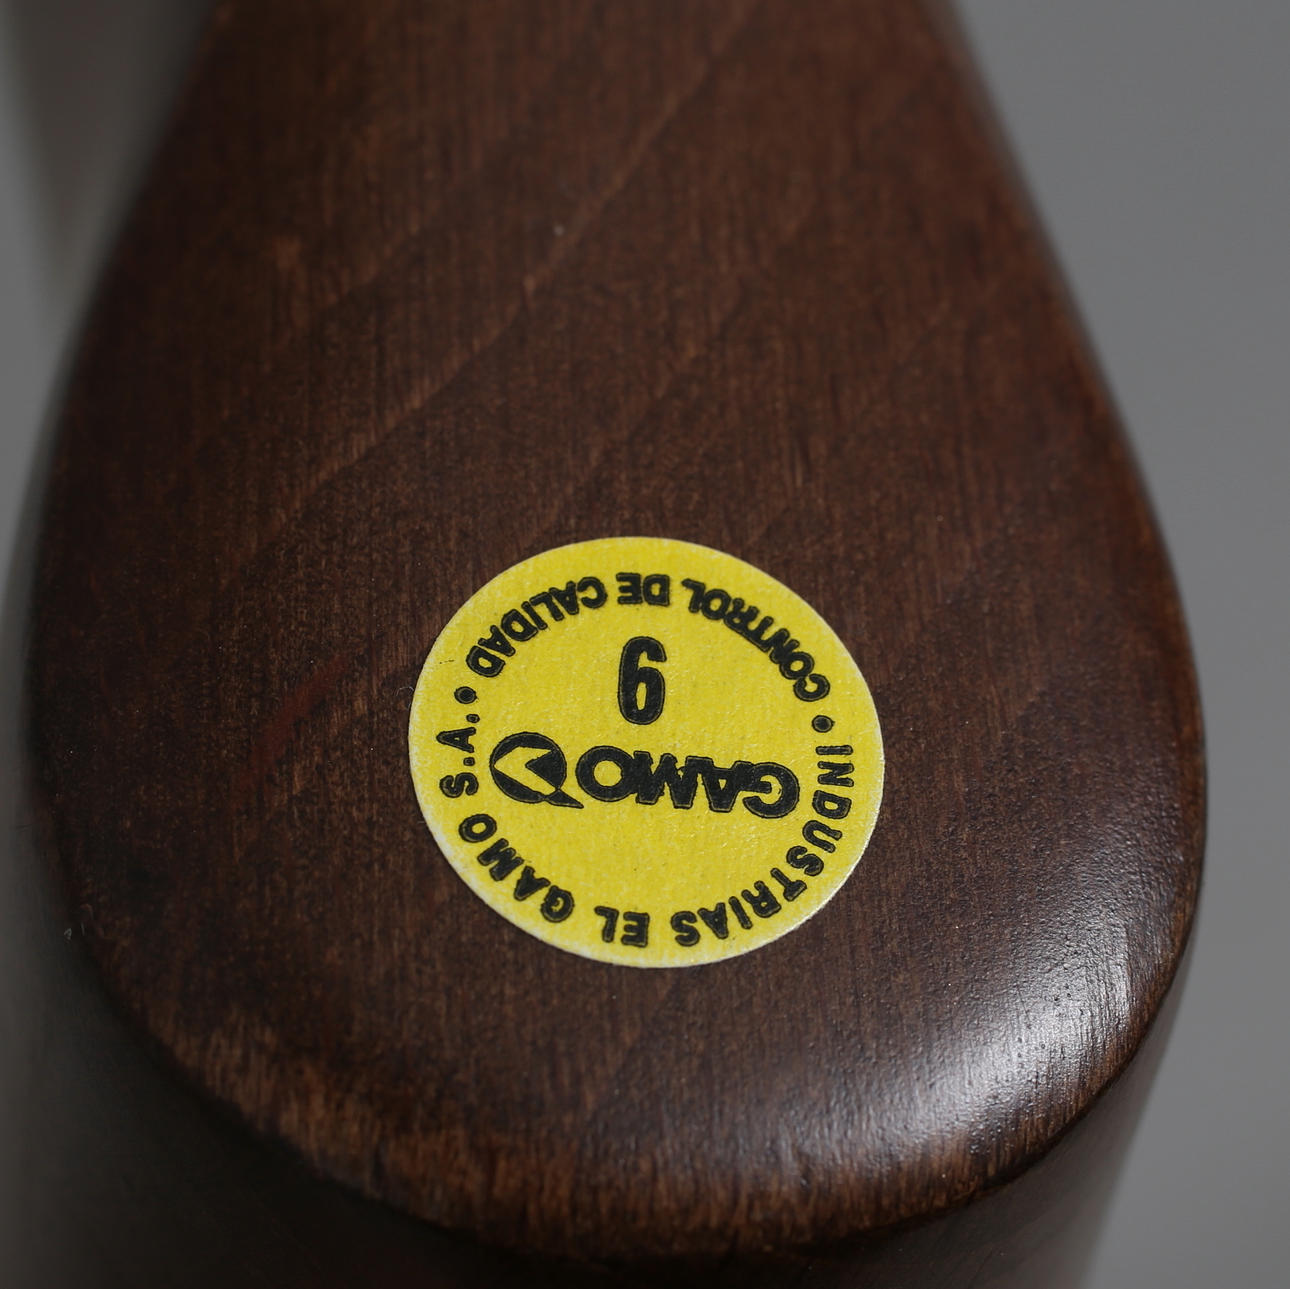 INDUSTRIAS EL GAMO S.A.
GAMO
9
CONTROL DE CALIDAD